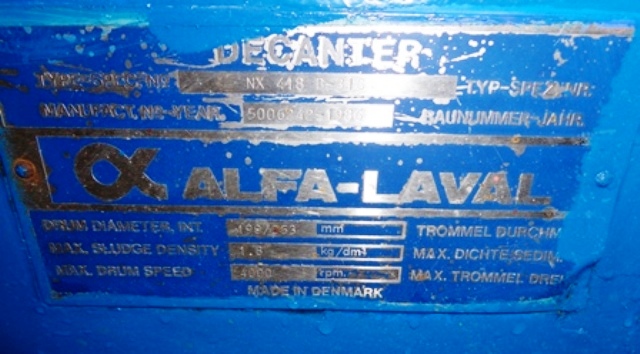 DECANTER
TYPE-SPEC. NO. NX 418 TYP-SPEZ. NR.
MANUFACT. NO-YEAR BAUNUMMER-JAHR
α ALFA-LAVAL
DRUM DIAMETER, INT. mm TROMMEL DURCHM
MAX. SLUDGE DENSITY kg/dm³ MAX. DICHTE SEDIM.
MAX. DRUM SPEED 4000 rpm. MAX. TROMMEL DREH
MADE IN DENMARK